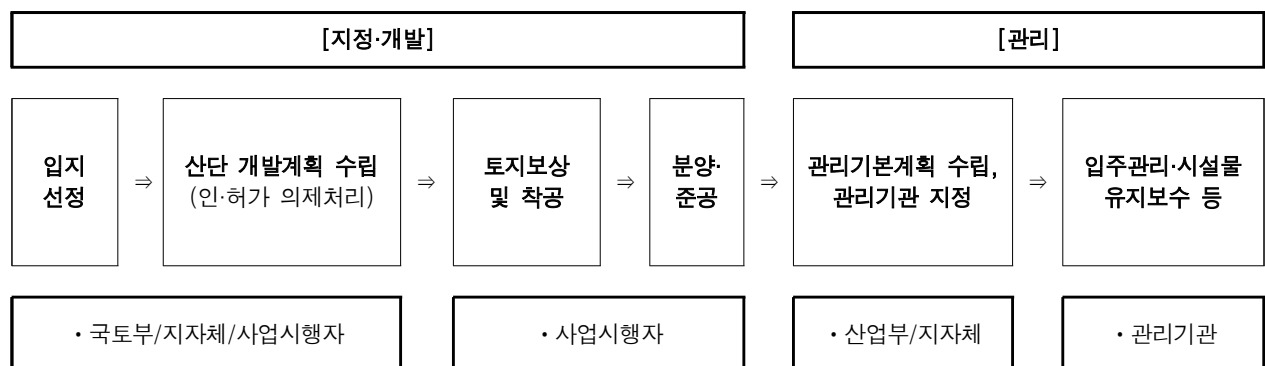 [지정·개발]
[관리]
입지
선정
⇒
산단 개발계획 수립
(인·허가 의제처리)
⇒
토지보상
및 착공
⇒
분양·
준공
⇒
관리기본계획 수립,
관리기관 지정
⇒
입주관리·시설물
유지보수 등
・국토부/지자체/사업시행자
・사업시행자
・산업부/지자체
・관리기관